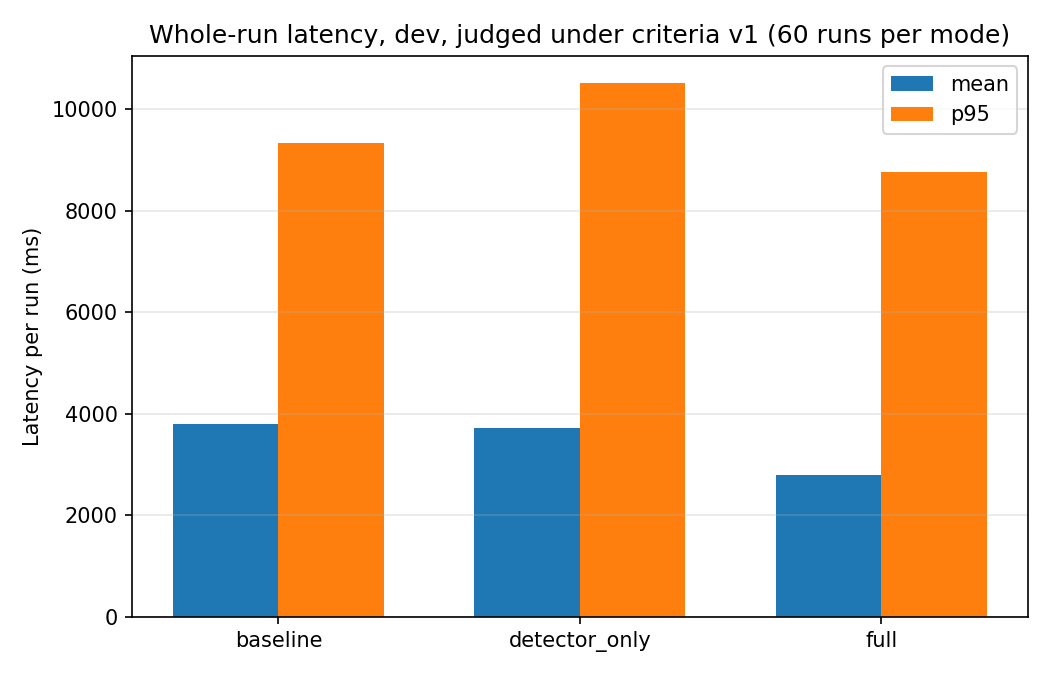 Whole-run latency, dev, judged under criteria v1 (60 runs per mode)
mean
p95
Latency per run (ms)
10000
8000
6000
4000
2000
0
baseline
detector_only
full